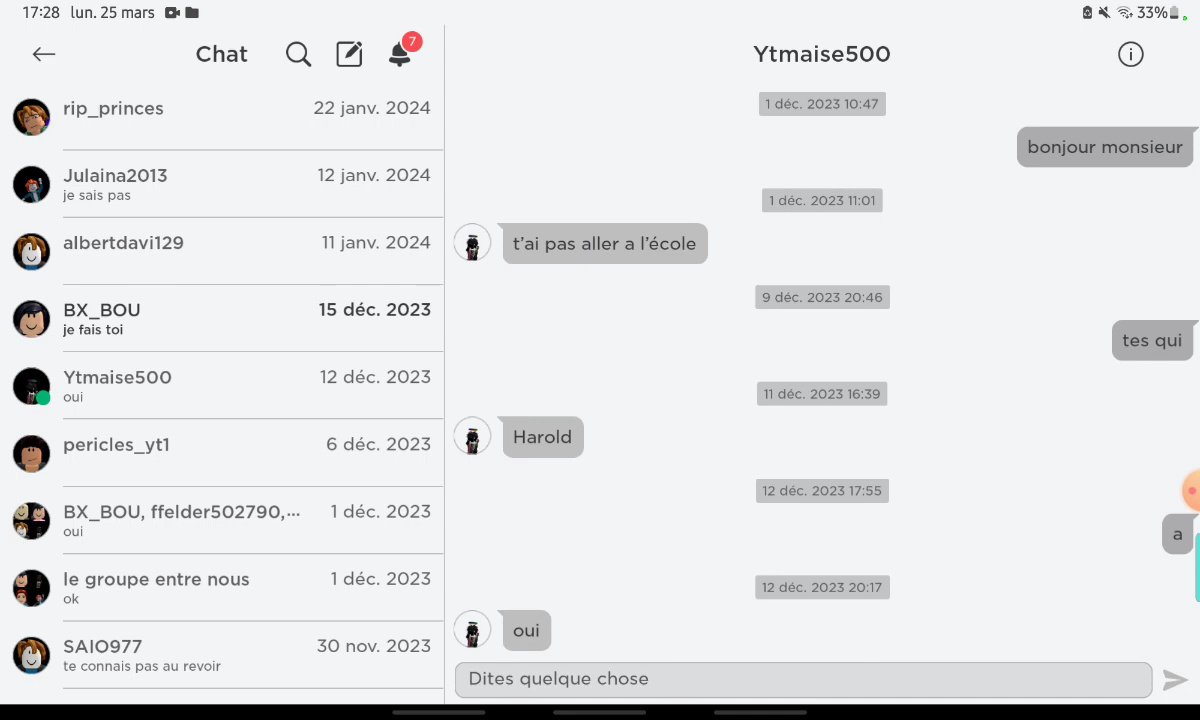 17:28 lun. 25 mars
33%
Chat
7
rip_princes 22 janv. 2024
Julaina2013 12 janv. 2024
je sais pas
albertdavi129 11 janv. 2024
BX_BOU 15 déc. 2023
je fais toi
Ytmaise500 12 déc. 2023
oui
pericles_yt1 6 déc. 2023
BX_BOU, ffelder502790,... 1 déc. 2023
oui
le groupe entre nous 1 déc. 2023
ok
SAIO977 30 nov. 2023
te connais pas au revoir
Ytmaise500
1 déc. 2023 10:47
bonjour monsieur
1 déc. 2023 11:01
t'ai pas aller a l'école
9 déc. 2023 20:46
tes qui
11 déc. 2023 16:39
Harold
12 déc. 2023 17:55
a
12 déc. 2023 20:17
oui
Dites quelque chose